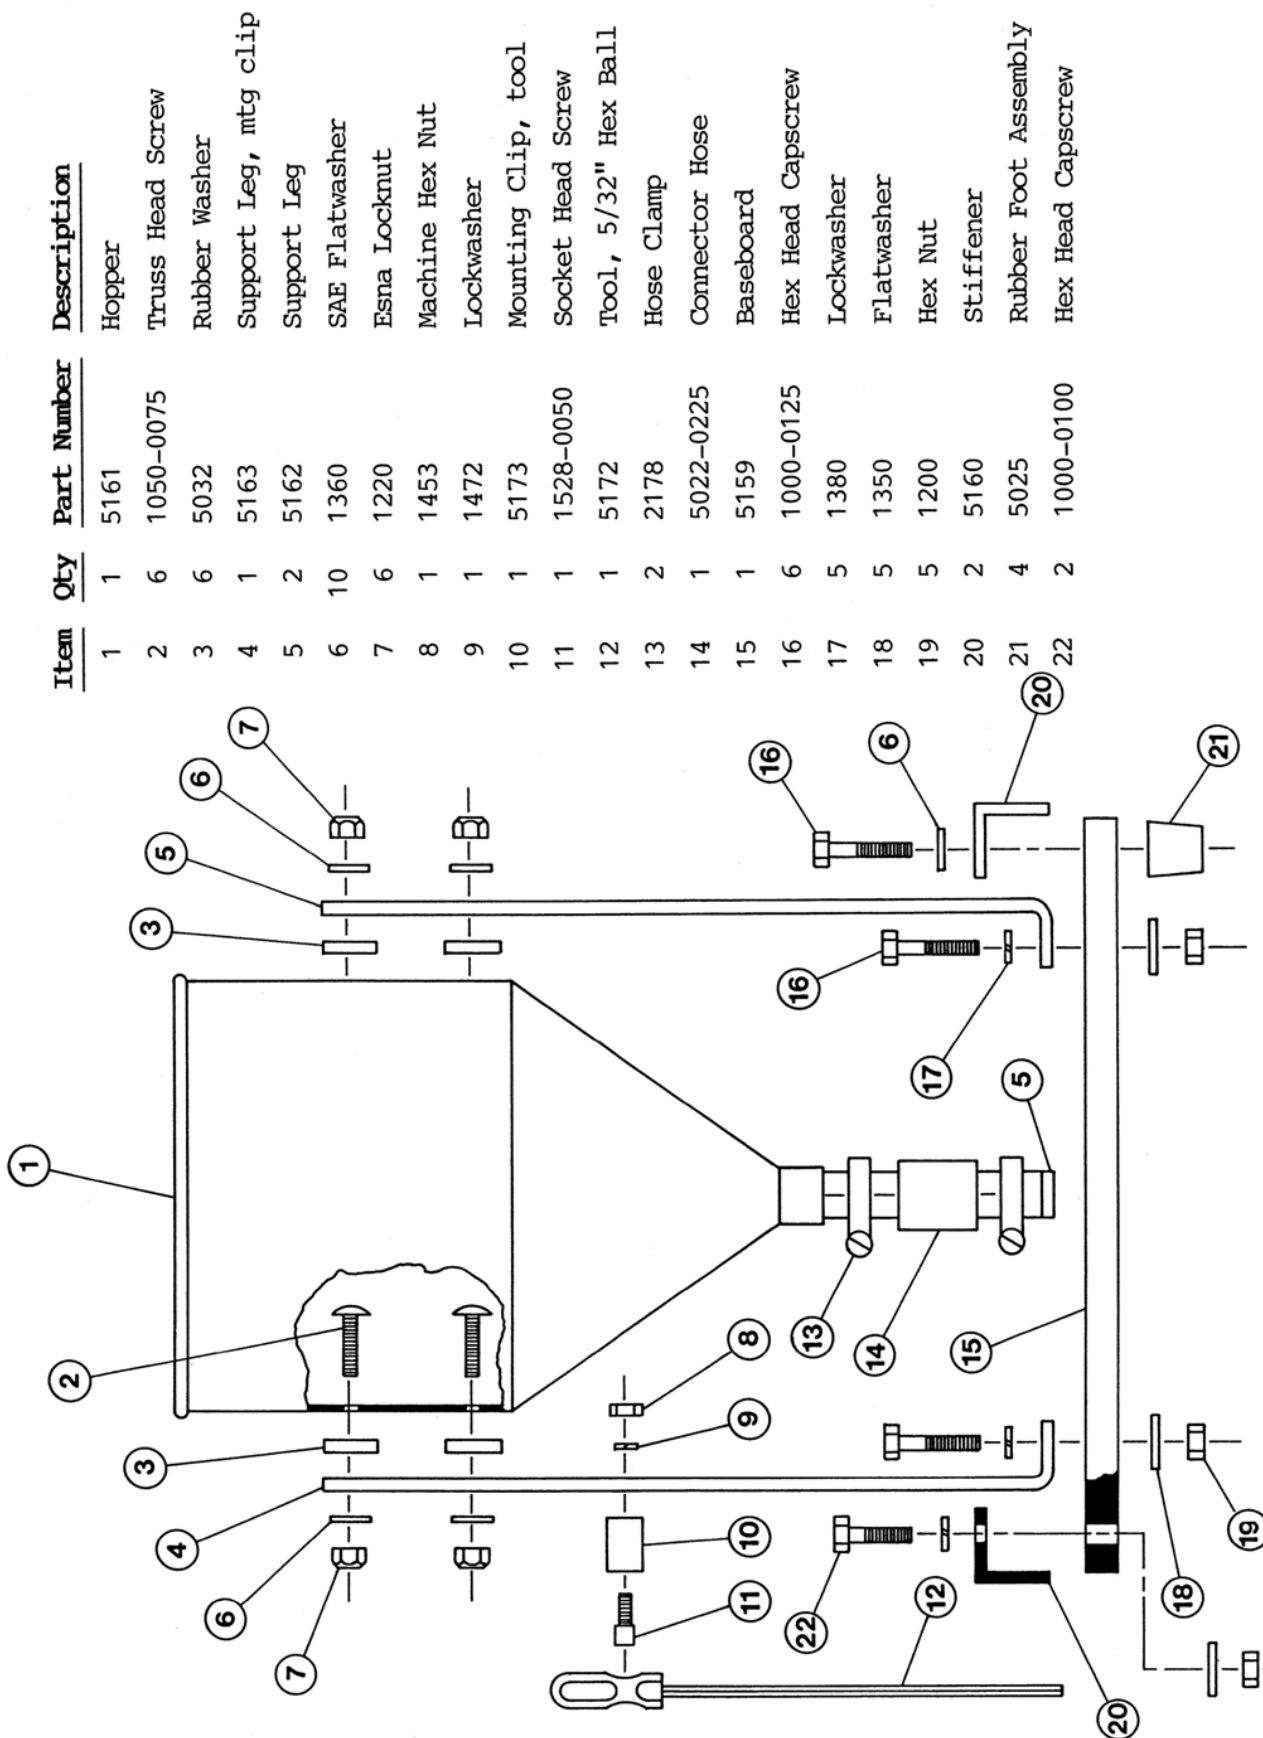 Item Qty Part Number Description
1 1 5161 Hopper
2 6 1050-0075 Truss Head Screw
3 6 5032 Rubber Washer
4 1 5163 Support Leg, mtg clip
5 2 5162 Support Leg
6 10 1360 SAE Flatwasher
7 6 1220 Esna Locknut
8 1 1453 Machine Hex Nut
9 1 1472 Lockwasher
10 1 5173 Mounting Clip, tool
11 1 1528-0050 Socket Head Screw
12 1 5172 Tool, 5/32" Hex Ball
13 2 2178 Hose Clamp
14 1 5022-0225 Connector Hose
15 1 5159 Baseboard
16 6 1000-0125 Hex Head Capscrew
17 5 1380 Lockwasher
18 5 1350 Flatwasher
19 5 1200 Hex Nut
20 2 5160 Stiffener
21 4 5025 Rubber Foot Assembly
22 2 1000-0100 Hex Head Capscrew
1
2
3
4
6
7
3
5
6
7
8
9
10
11
12
13
14
15
16
16
17
5
6
20
21
22
20
18
19